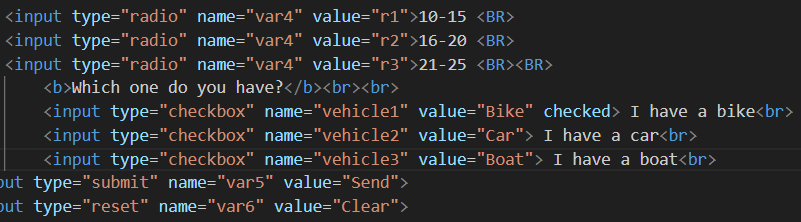 <input type="radio" name="var4" value="r1">10-15 <BR>
<input type="radio" name="var4" value="r2">16-20 <BR>
<input type="radio" name="var4" value="r3">21-25 <BR><BR>
<b>Which one do you have?</b><br><br>
<input type="checkbox" name="vehicle1" value="Bike" checked> I have a bike<br>
<input type="checkbox" name="vehicle2" value="Car"> I have a car<br>
<input type="checkbox" name="vehicle3" value="Boat"> I have a boat<br>
put type="submit" name="var5" value="Send">
put type="reset" name="var6" value="Clear">